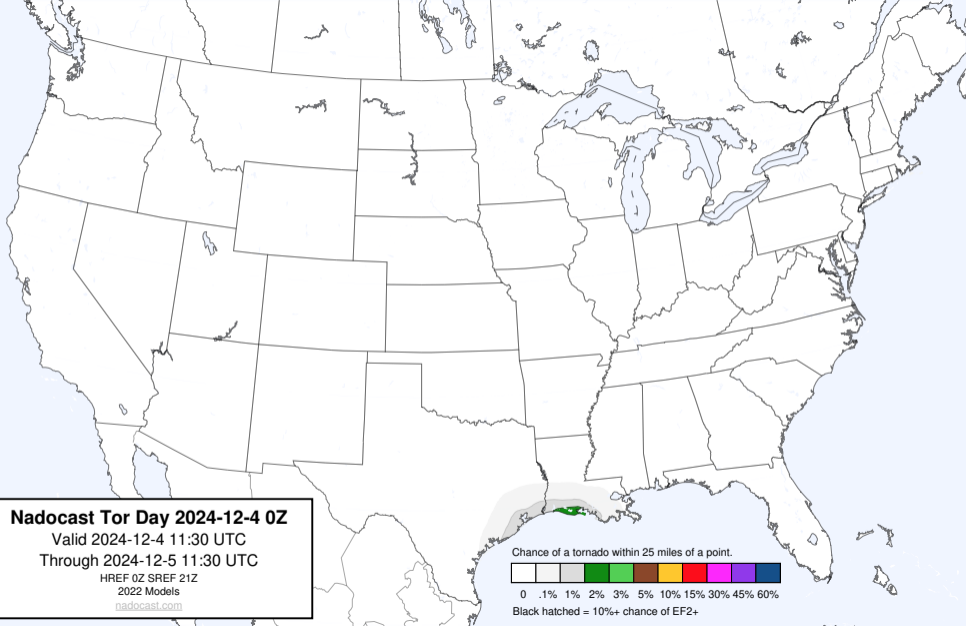 Nadocast Tor Day 2024-12-4 0Z
Valid 2024-12-4 11:30 UTC
Through 2024-12-5 11:30 UTC
HREF 0Z SREF 21Z
2022 Models
nadocast.com
Chance of a tornado within 25 miles of a point.
0 .1% 1% 2% 3% 5% 10% 15% 30% 45% 60%
Black hatched = 10%+ chance of EF2+